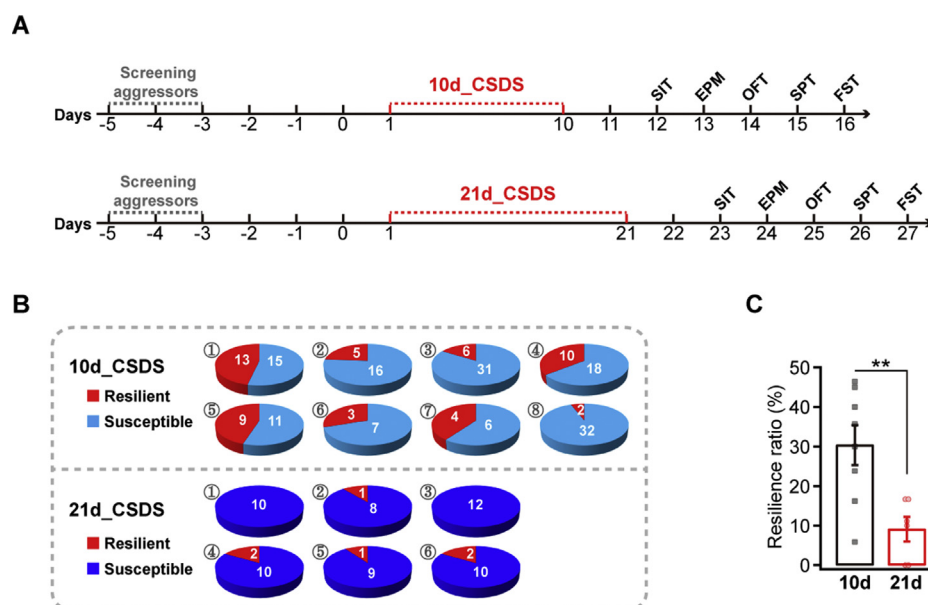 A
Screening
aggressors
10d_CSDS
SIT EPM OFT SPT FST
Days
-5 -4 -3 -2 -1 0 1 10 11 12 13 14 15 16
Screening
aggressors
21d_CSDS
SIT EPM OFT SPT FST
Days
-5 -4 -3 -2 -1 0 1 21 22 23 24 25 26 27
B
10d_CSDS
Resilient
Susceptible
① 13 15
② 5 16
③ 6 31
④ 10 18
⑤ 9 11
⑥ 3 7
⑦ 4 6
⑧ 2 32
21d_CSDS
Resilient
Susceptible
① 10
② 1 8
③ 12
④ 2 10
⑤ 1 9
⑥ 2 10
C
Resilience ratio (%)
50
40
30
20
10
0
**
10d 21d